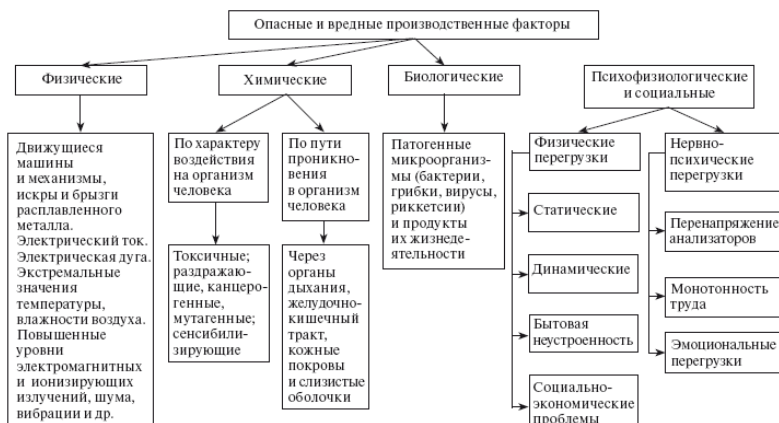 Опасные и вредные производственные факторы
Физические
Химические
Биологические
Психофизиологические
и социальные
Движущиеся
машины
и механизмы,
искры и брызги
расплавленного
металла.
Электрический ток.
Электрическая дуга.
Экстремальные
значения
температуры,
влажности воздуха.
Повышенные
уровни
электромагнитных
и ионизирующих
излучений, шума,
вибрации и др.
По характеру
воздействия
на организм
человека
Токсичные;
раздражаю-
щие, канцеро-
генные,
мутагенные;
сенсибили-
зирующие
По пути
проникно-
вения
в организм
человека
Через
органы
дыхания,
желудочно-
кишечный
тракт,
кожные
покровы
и слизистые
оболочки
Патогенные
микроорганиз-
мы (бактерии,
грибки, вирусы,
риккетсии)
и продукты
их жизнеде-
ятельности
Физические
перегрузки
Статические
Динамические
Бытовая
неустроенность
Социально-
экономические
проблемы
Нервно-
психические
перегрузки
Перенапряжение
анализаторов
Монотонность
труда
Эмоциональные
перегрузки